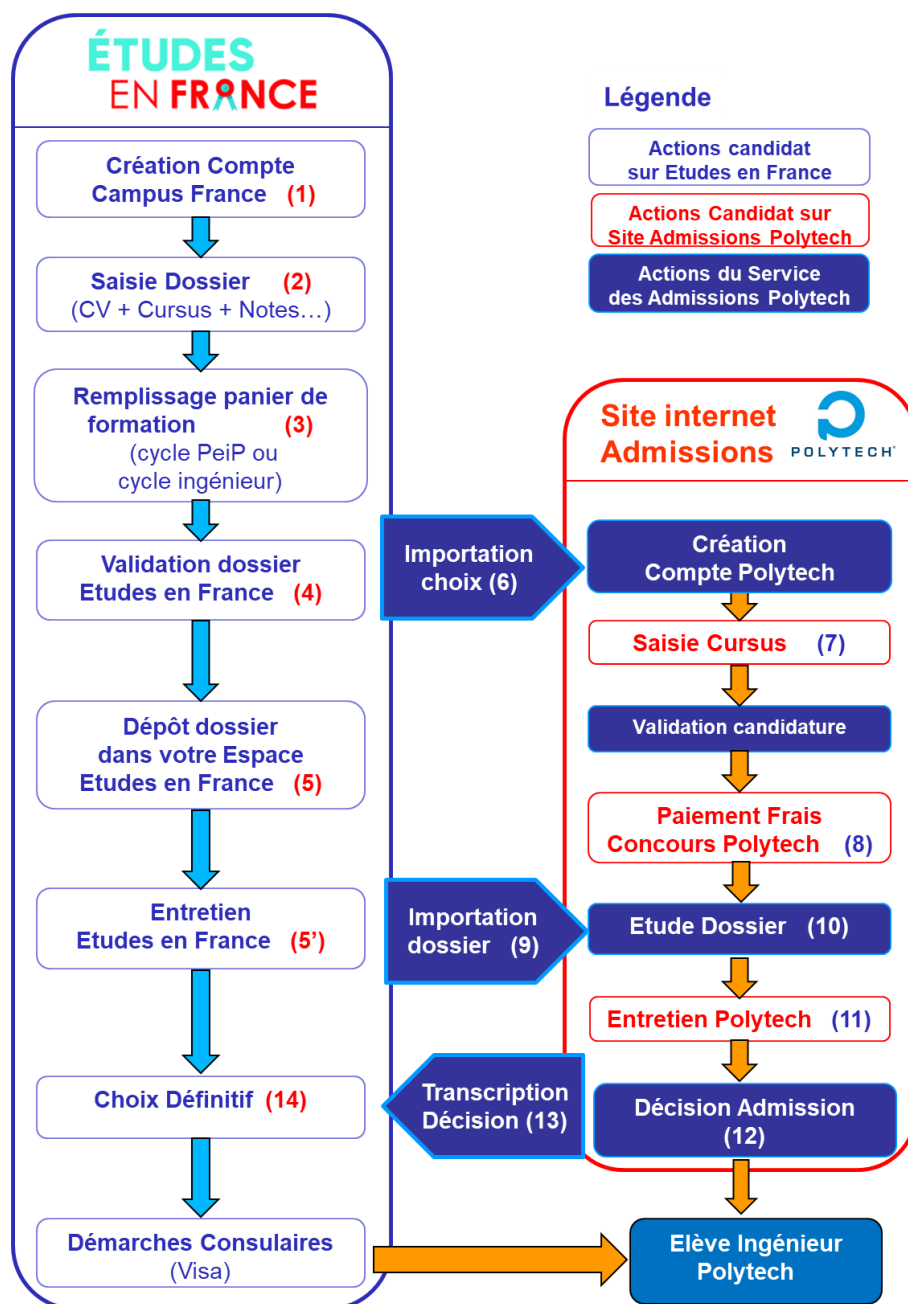 ÉTUDES
EN FRANCE
Création Compte
Campus France (1)
Saisie Dossier (2)
(CV + Cursus + Notes…)
Remplissage panier de
formation (3)
(cycle PeiP ou
cycle ingénieur)
Validation dossier
Etudes en France (4)
Dépôt dossier
dans votre Espace
Etudes en France (5)
Entretien
Etudes en France (5’)
Choix Définitif (14)
Démarches Consulaires
(Visa)
Importation
choix (6)
Importation
dossier (9)
Transcription
Décision (13)
Légende
Actions candidat
sur Etudes en France
Actions Candidat sur
Site Admissions Polytech
Actions du Service
des Admissions Polytech
Site internet
Admissions
POLYTECH®
Création
Compte Polytech
Saisie Cursus (7)
Validation candidature
Paiement Frais
Concours Polytech (8)
Etude Dossier (10)
Entretien Polytech (11)
Décision Admission
(12)
Elève Ingénieur
Polytech